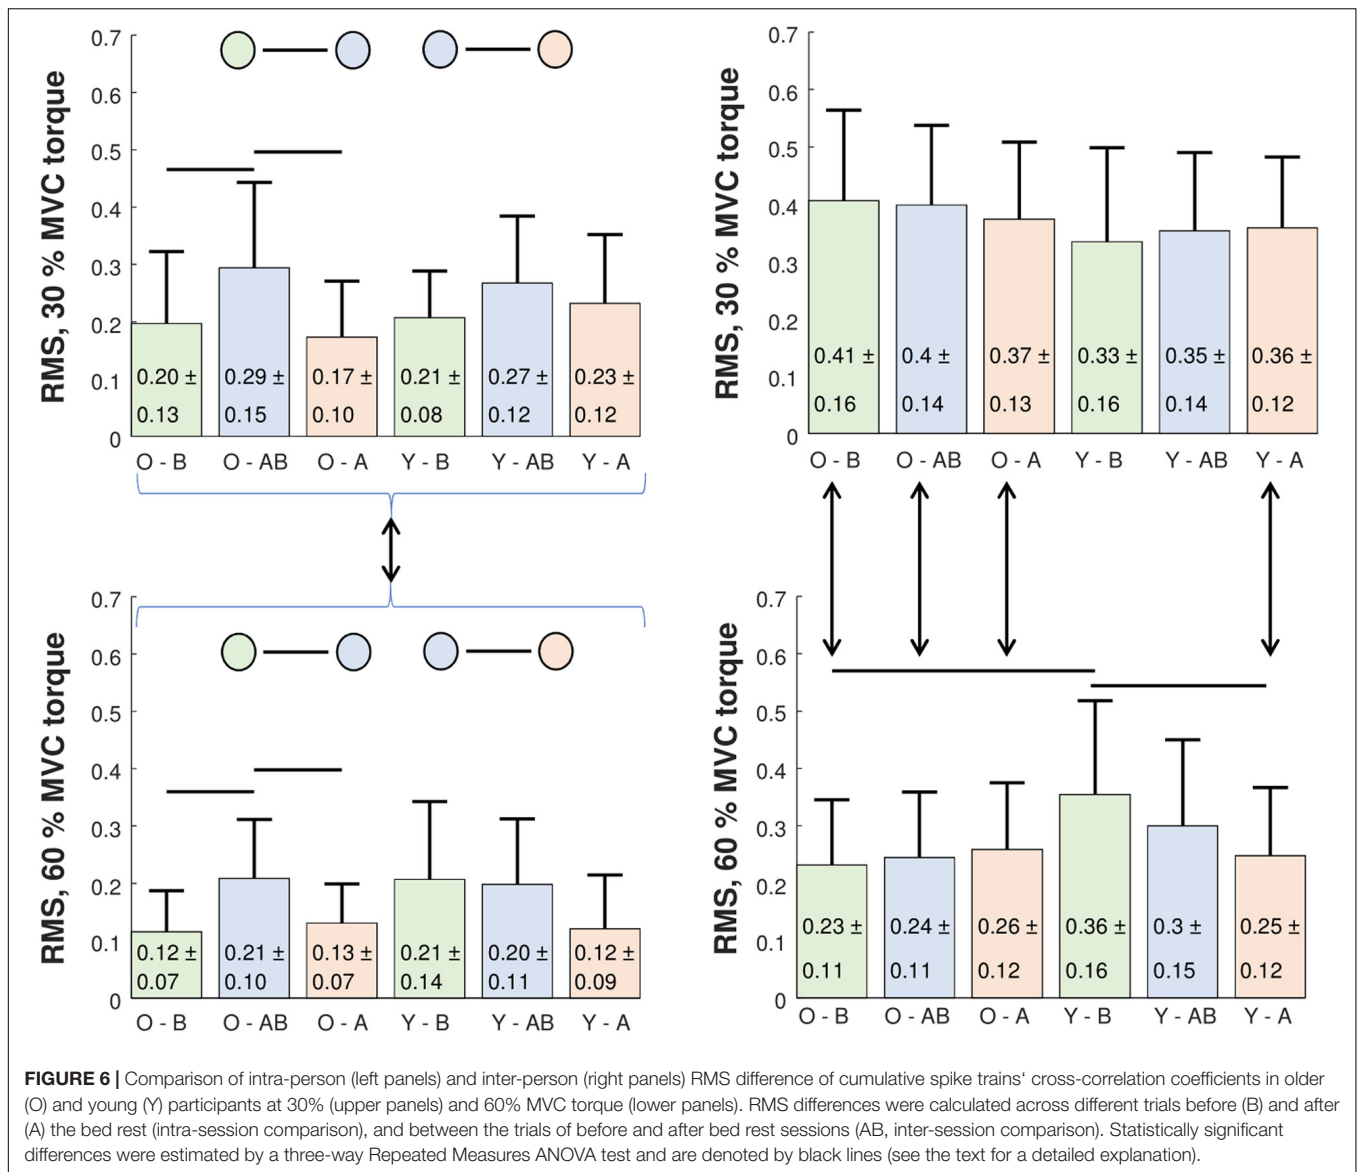 RMS, 30 % MVC torque
0.7
0.6
0.5
0.4
0.3
0.2
0.1
0
0.20 ± 0.29 ± 0.17 ± 0.21 ± 0.27 ± 0.23 ±
0.13 0.15 0.10 0.08 0.12 0.12
O - B O - AB O - A Y - B Y - AB Y - A
RMS, 30 % MVC torque
0.7
0.6
0.5
0.4
0.3
0.2
0.1
0
0.41 ± 0.4 ± 0.37 ± 0.33 ± 0.35 ± 0.36 ±
0.16 0.14 0.13 0.16 0.14 0.12
O - B O - AB O - A Y - B Y - AB Y - A
RMS, 60 % MVC torque
0.7
0.6
0.5
0.4
0.3
0.2
0.1
0
0.12 ± 0.21 ± 0.13 ± 0.21 ± 0.20 ± 0.12 ±
0.07 0.10 0.07 0.14 0.11 0.09
O - B O - AB O - A Y - B Y - AB Y - A
RMS, 60 % MVC torque
0.7
0.6
0.5
0.4
0.3
0.2
0.1
0
0.23 ± 0.24 ± 0.26 ± 0.36 ± 0.3 ± 0.25 ±
0.11 0.11 0.12 0.16 0.15 0.12
O - B O - AB O - A Y - B Y - AB Y - A
FIGURE 6 | Comparison of intra-person (left panels) and inter-person (right panels) RMS difference of cumulative spike trains‘ cross-correlation coefficients in older
(O) and young (Y) participants at 30% (upper panels) and 60% MVC torque (lower panels). RMS differences were calculated across different trials before (B) and after
(A) the bed rest (intra-session comparison), and between the trials of before and after bed rest sessions (AB, inter-session comparison). Statistically significant
differences were estimated by a three-way Repeated Measures ANOVA test and are denoted by black lines (see the text for a detailed explanation).